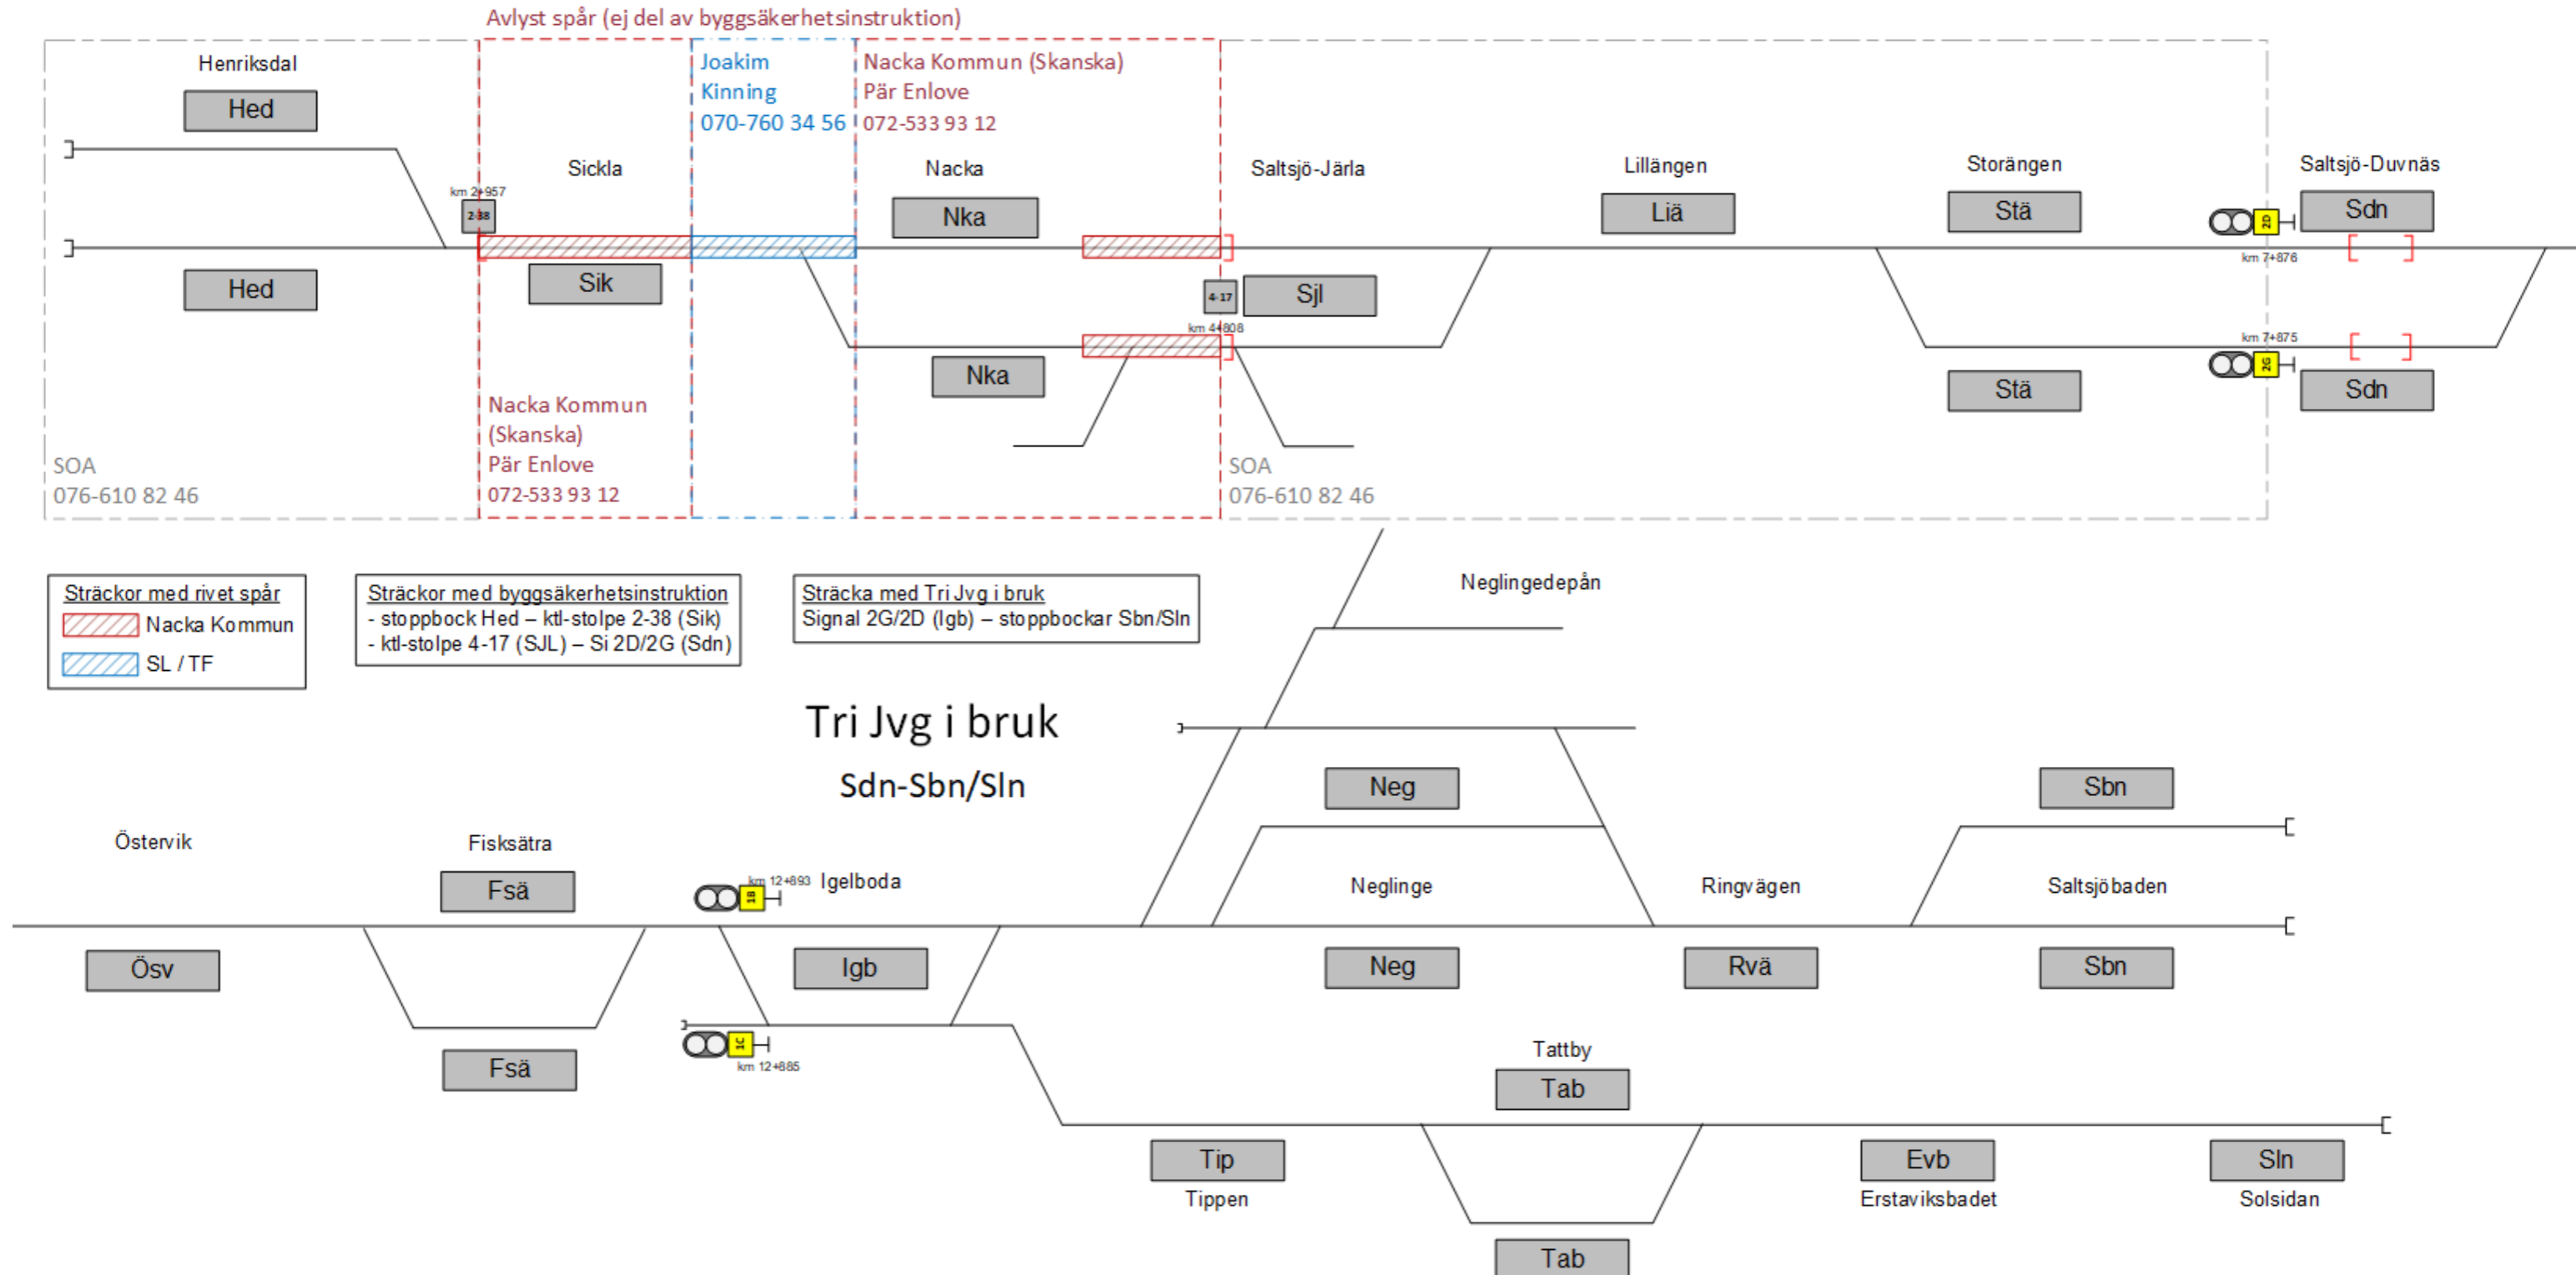 Avlyst spår (ej del av byggsäkerhetsinstruktion)
Henriksdal
Hed
Hed
SOA
076-610 82 46
km 2+957
2-38
Sickla
Sik
Nacka Kommun
(Skanska)
Pär Enlove
072-533 93 12
Joakim
Kinning
070-760 34 56
Nacka Kommun (Skanska)
Pär Enlove
072-533 93 12
Nacka
Nka
Nka
Saltsjö-Järla
4-17
Sjl
km 4+808
SOA
076-610 82 46
Lillängen
Liä
Storängen
Stä
Stä
2D
km 7+876
km 7+875
2G
Saltsjö-Duvnäs
Sdn
Sdn
Sträckor med rivet spår
Nacka Kommun
SL / TF
Sträckor med byggsäkerhetsinstruktion
- stoppbock Hed – ktl-stolpe 2-38 (Sik)
- ktl-stolpe 4-17 (SJL) – Si 2D/2G (Sdn)
Sträcka med Tri Jvg i bruk
Signal 2G/2D (Igb) – stoppbockar Sbn/Sln
Neglingedepån
Tri Jvg i bruk
Sdn-Sbn/Sln
Östervik
Ösv
Fisksätra
Fsä
Fsä
km 12+893
1B
Igelboda
Igb
1C
km 12+885
Neg
Neglinge
Neg
Ringvägen
Rvä
Sbn
Saltsjöbaden
Sbn
Tip
Tippen
Tattby
Tab
Tab
Evb
Erstaviksbadet
Sln
Solsidan